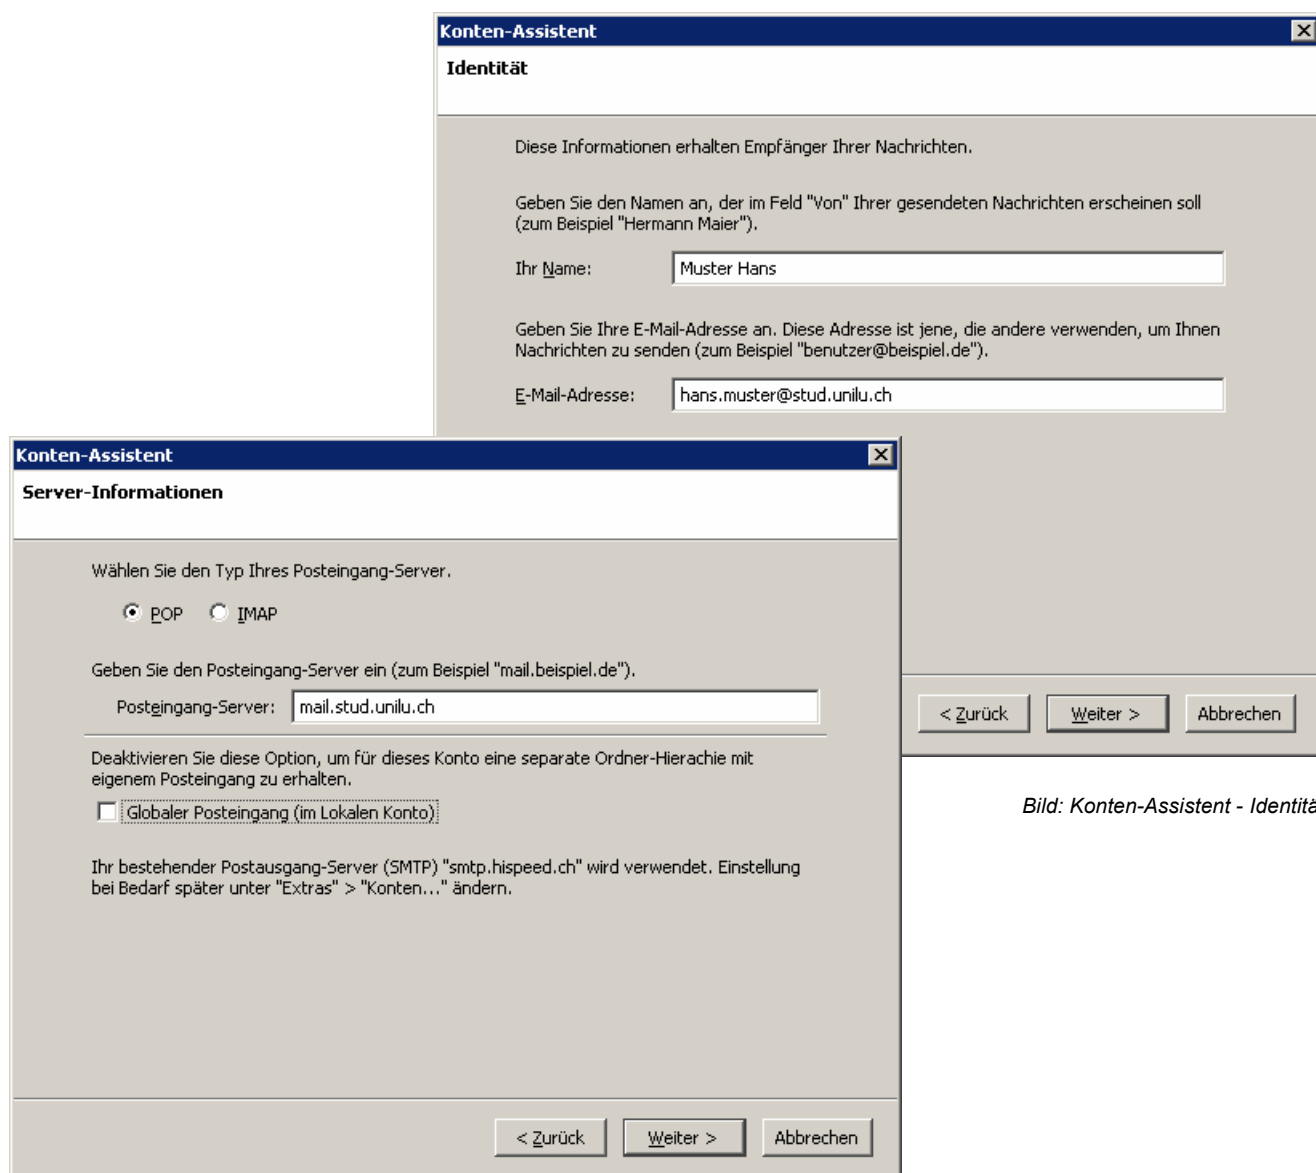 Konten-Assistent
Identität
Diese Informationen erhalten Empfänger Ihrer Nachrichten.
Geben Sie den Namen an, der im Feld "Von" Ihrer gesendeten Nachrichten erscheinen soll
(zum Beispiel "Hermann Maier").
Ihr Name: Muster Hans
Geben Sie Ihre E-Mail-Adresse an. Diese Adresse ist jene, die andere verwenden, um Ihnen
Nachrichten zu senden (zum Beispiel "benutzer@beispiel.de").
E-Mail-Adresse: hans.muster@stud.unilu.ch
< Zurück Weiter > Abbrechen
Bild: Konten-Assistent - Identitä
Konten-Assistent
Server-Informationen
Wählen Sie den Typ Ihres Posteingang-Server.
POP IMAP
Geben Sie den Posteingang-Server ein (zum Beispiel "mail.beispiel.de").
Posteingang-Server: mail.stud.unilu.ch
Deaktivieren Sie diese Option, um für dieses Konto eine separate Ordner-Hierachie mit
eigenem Posteingang zu erhalten.
Globaler Posteingang (im Lokalen Konto)
Ihr bestehender Postausgang-Server (SMTP) "smtp.hispeed.ch" wird verwendet. Einstellung
bei Bedarf später unter "Extras" > "Konten..." ändern.
< Zurück Weiter > Abbrechen